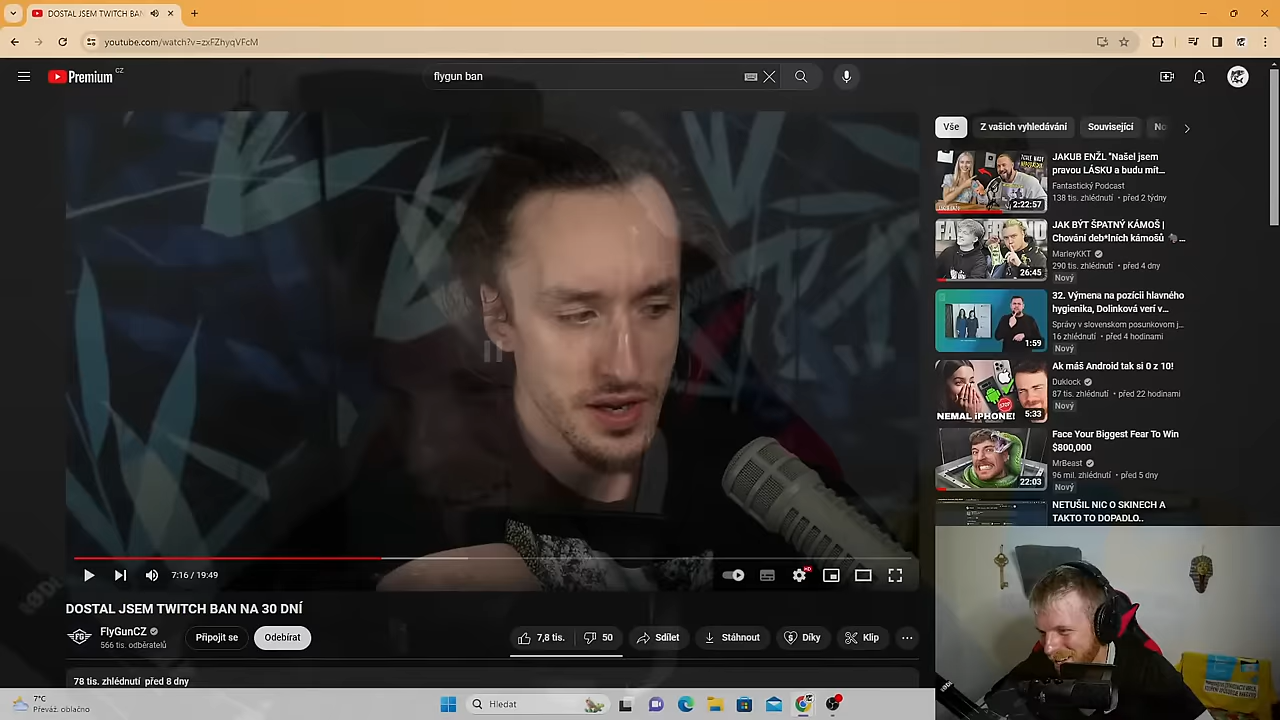 DOSTAL JSEM TWITCH BAN
youtube.com/watch?v=zxFZhyqVFcM
Premium CZ
flygun ban
Vše
Z vašich vyhledávání
Související
No
JAKUB ENŽL "Našel jsem
pravou LÁSKU a budu mít...
Fantastický Podcast
138 tis. zhlédnutí • před 2 týdny
2:22:57
JAK BÝT ŠPATNÝ KÁMOŠ |
Chování deb*lních kámošů
MarleyKKT
290 tis. zhlédnutí • před 4 dny
Nový
26:45
32. Výmena na pozícii hlavného
hygienika, Dolinková verí v...
Správy v slovenskom posunkovom j...
16 zhlédnutí • před 4 hodinami
Nový
1:59
Ak máš Android tak si 0 z 10!
Duklock
87 tis. zhlédnutí • před 22 hodinami
Nový
NEMAL iPHONE!
5:33
Face Your Biggest Fear To Win
$800,000
MrBeast
96 mil. zhlédnutí • před 5 dny
Nový
22:03
NETUŠIL NIC O SKINECH A
TAKTO TO DOPADLO..
7:16 / 19:49
HD
DOSTAL JSEM TWITCH BAN NA 30 DNÍ
FG
FlyGunCZ
566 tis. odběratelů
Připojit se
Odebírat
7,8 tis.
50
Sdílet
Stáhnout
Díky
Klip
78 tis. zhlédnutí před 8 dny
7°C
Převáž. oblačno
Hledat